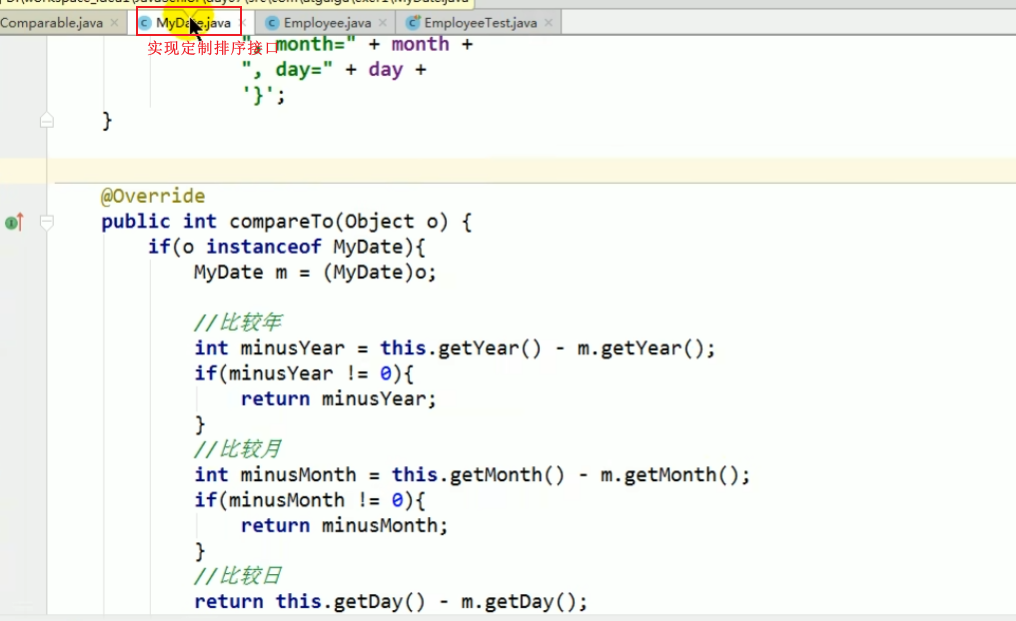 Comparable.java × MyDate.java × Employee.java × EmployeeTest.java ×
实现定制排序接口
", month=" + month +
", day=" + day +
'}';
}
@Override
public int compareTo(Object o) {
if(o instanceof MyDate){
MyDate m = (MyDate)o;
//比较年
int minusYear = this.getYear() - m.getYear();
if(minusYear != 0){
return minusYear;
}
//比较月
int minusMonth = this.getMonth() - m.getMonth();
if(minusMonth != 0){
return minusMonth;
}
//比较日
return this.getDay() - m.getDay();